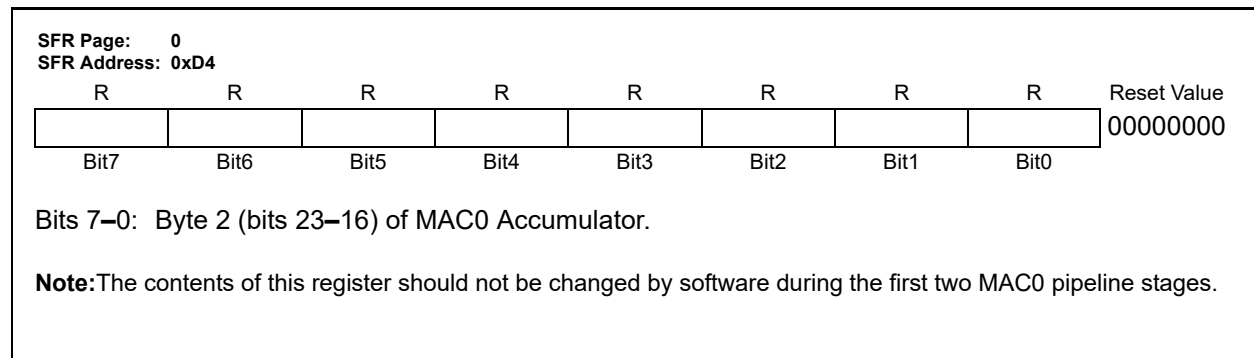 SFR Page: 0
SFR Address: 0xD4
R R R R R R R R Reset Value
00000000
Bit7 Bit6 Bit5 Bit4 Bit3 Bit2 Bit1 Bit0
Bits 7–0: Byte 2 (bits 23–16) of MAC0 Accumulator.
Note:The contents of this register should not be changed by software during the first two MAC0 pipeline stages.